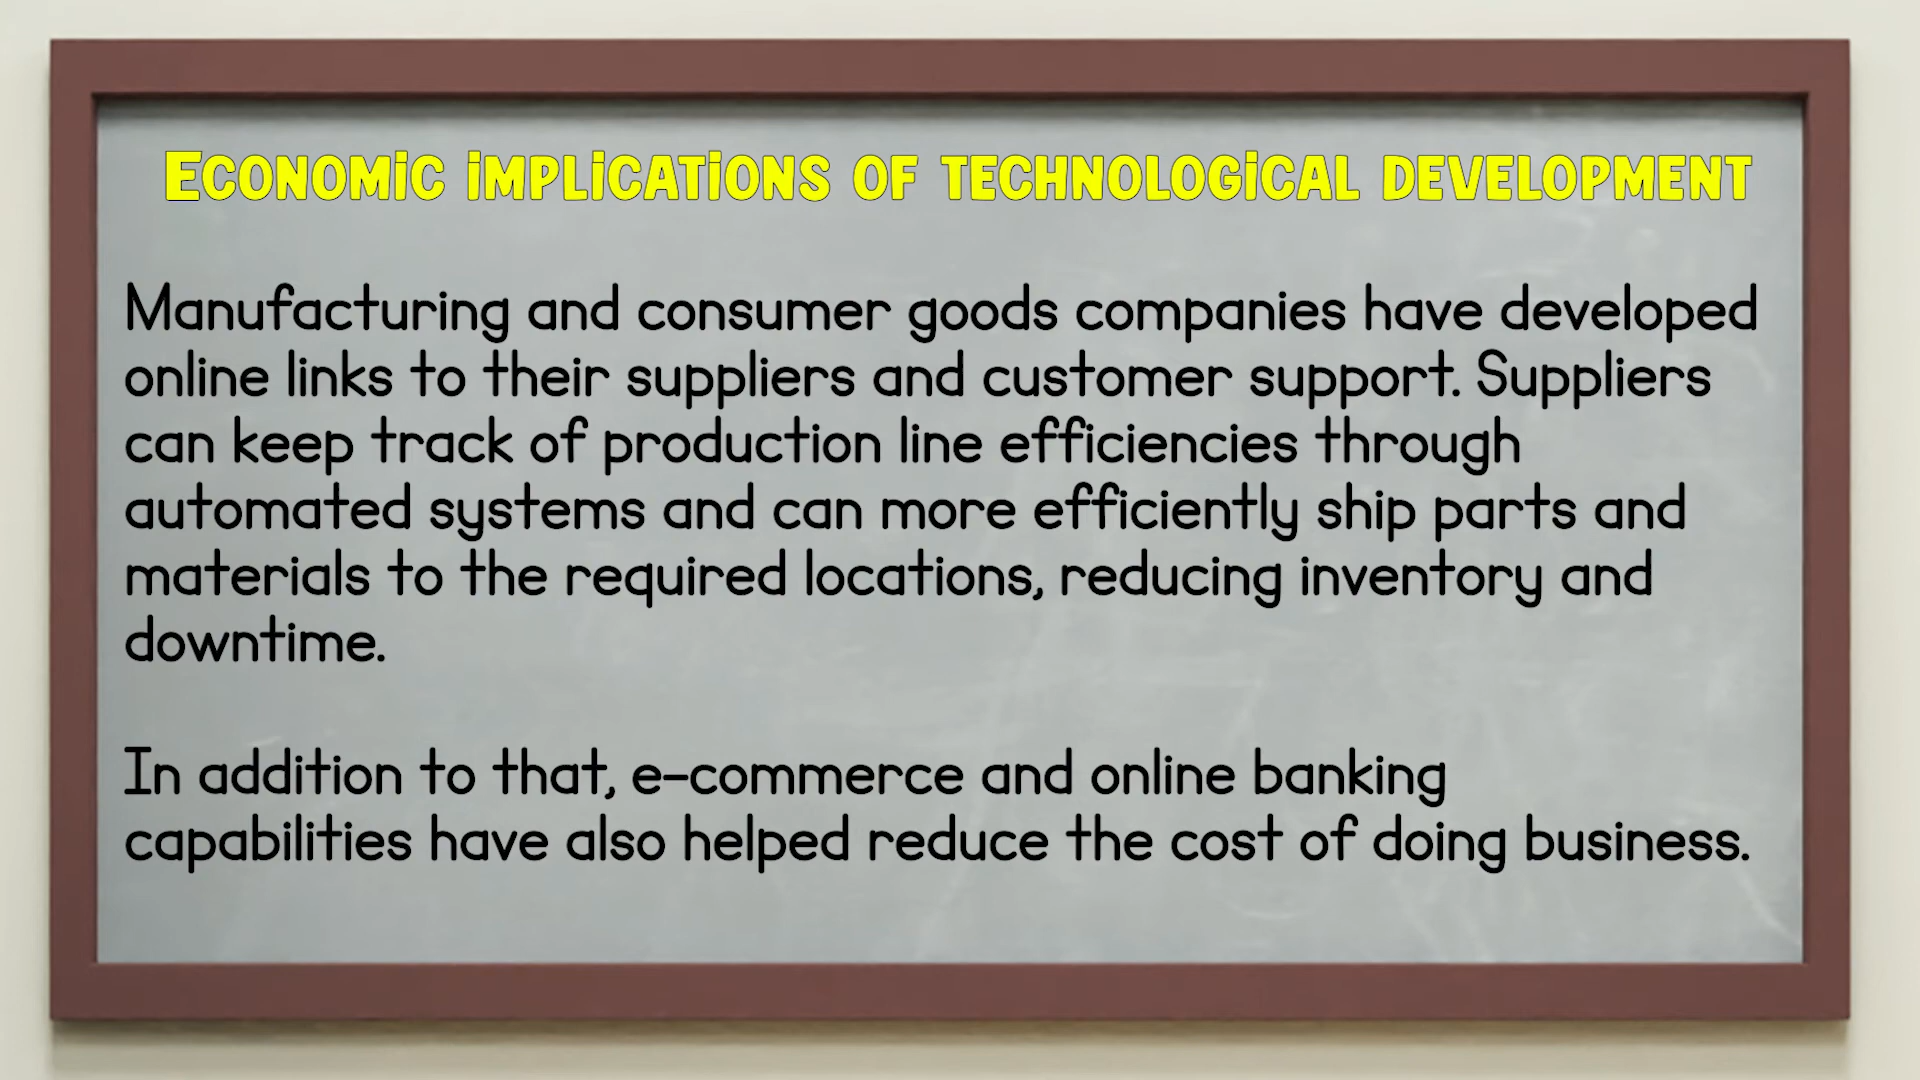 Economic implications of technological development
Manufacturing and consumer goods companies have developed
online links to their suppliers and customer support. Suppliers
can keep track of production line efficiencies through
automated systems and can more efficiently ship parts and
materials to the required locations, reducing inventory and
downtime.
In addition to that, e-commerce and online banking
capabilities have also helped reduce the cost of doing business.